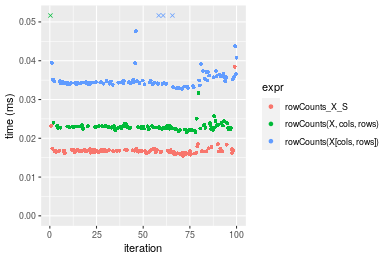 0.05
0.04
0.03
0.02
0.01
0.00
time (ms)
0
25
50
75
100
iteration
expr
rowCounts_X_S
rowCounts(X, cols, rows)
rowCounts(X[cols, rows])